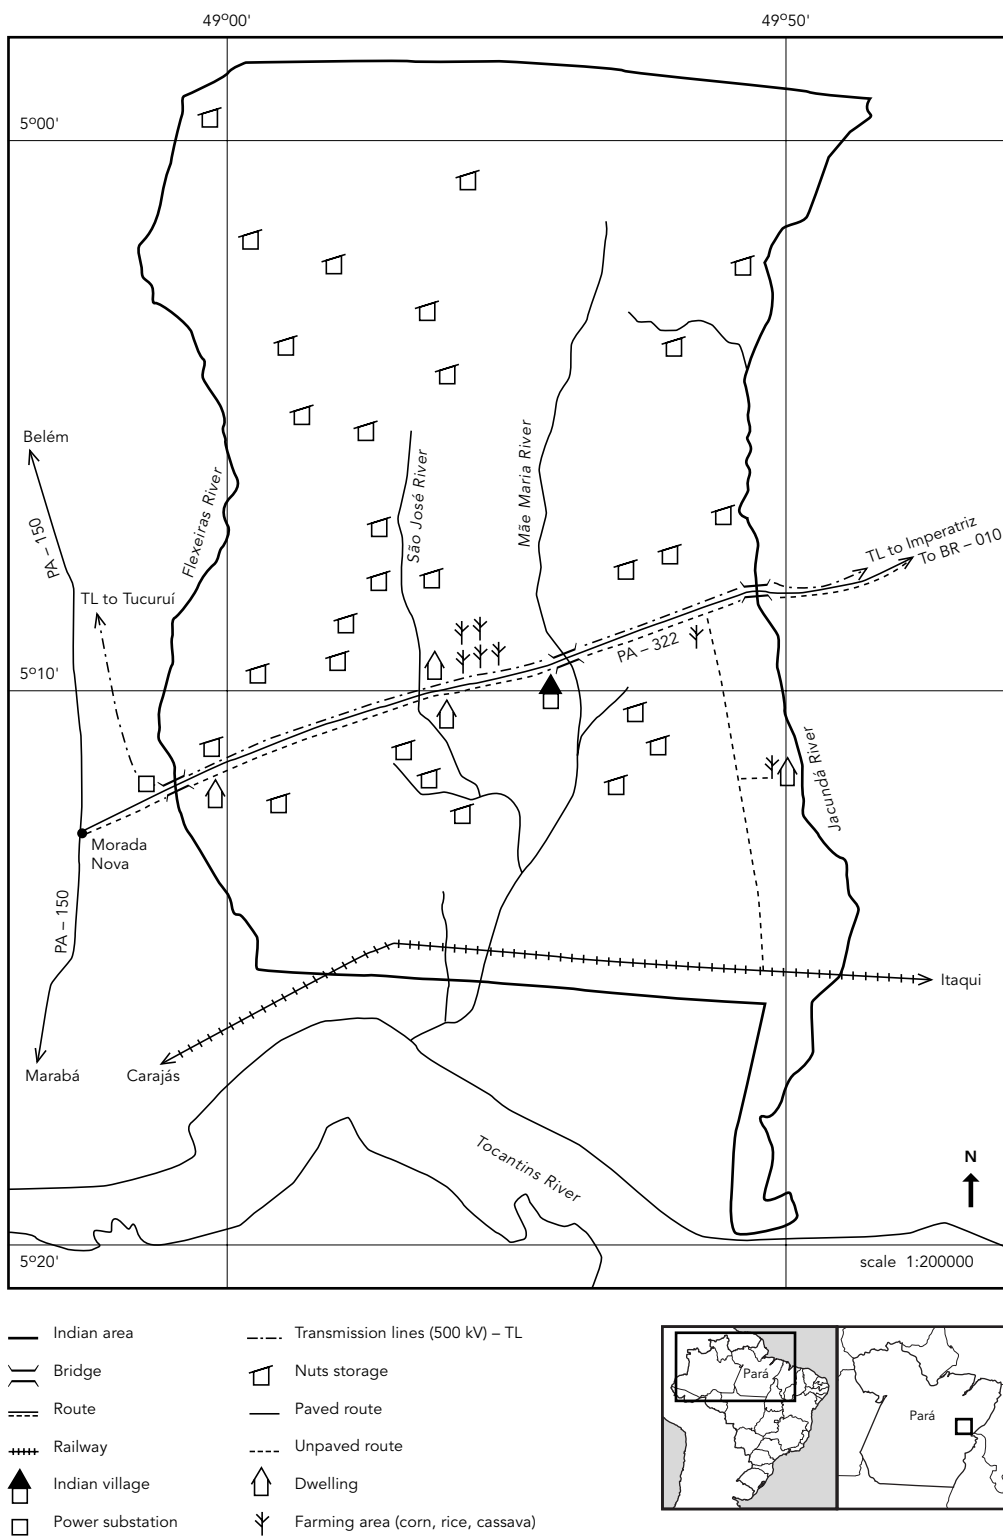 49º00'
49º50'
5º00'
Belém
PA – 150
Flexeiras River
São José River
Mãe Maria River
TL to Imperatriz
To BR – 010
TL to Tucuruí
PA – 322
5º10'
Jacundá River
Morada
Nova
PA – 150
Itaqui
Marabá
Carajás
Tocantins River
N
5º20'
scale 1:200000
Indian area
Bridge
Route
Railway
Indian village
Power substation
Transmission lines (500 kV) – TL
Nuts storage
Paved route
Unpaved route
Dwelling
Farming area (corn, rice, cassava)
Pará
Pará